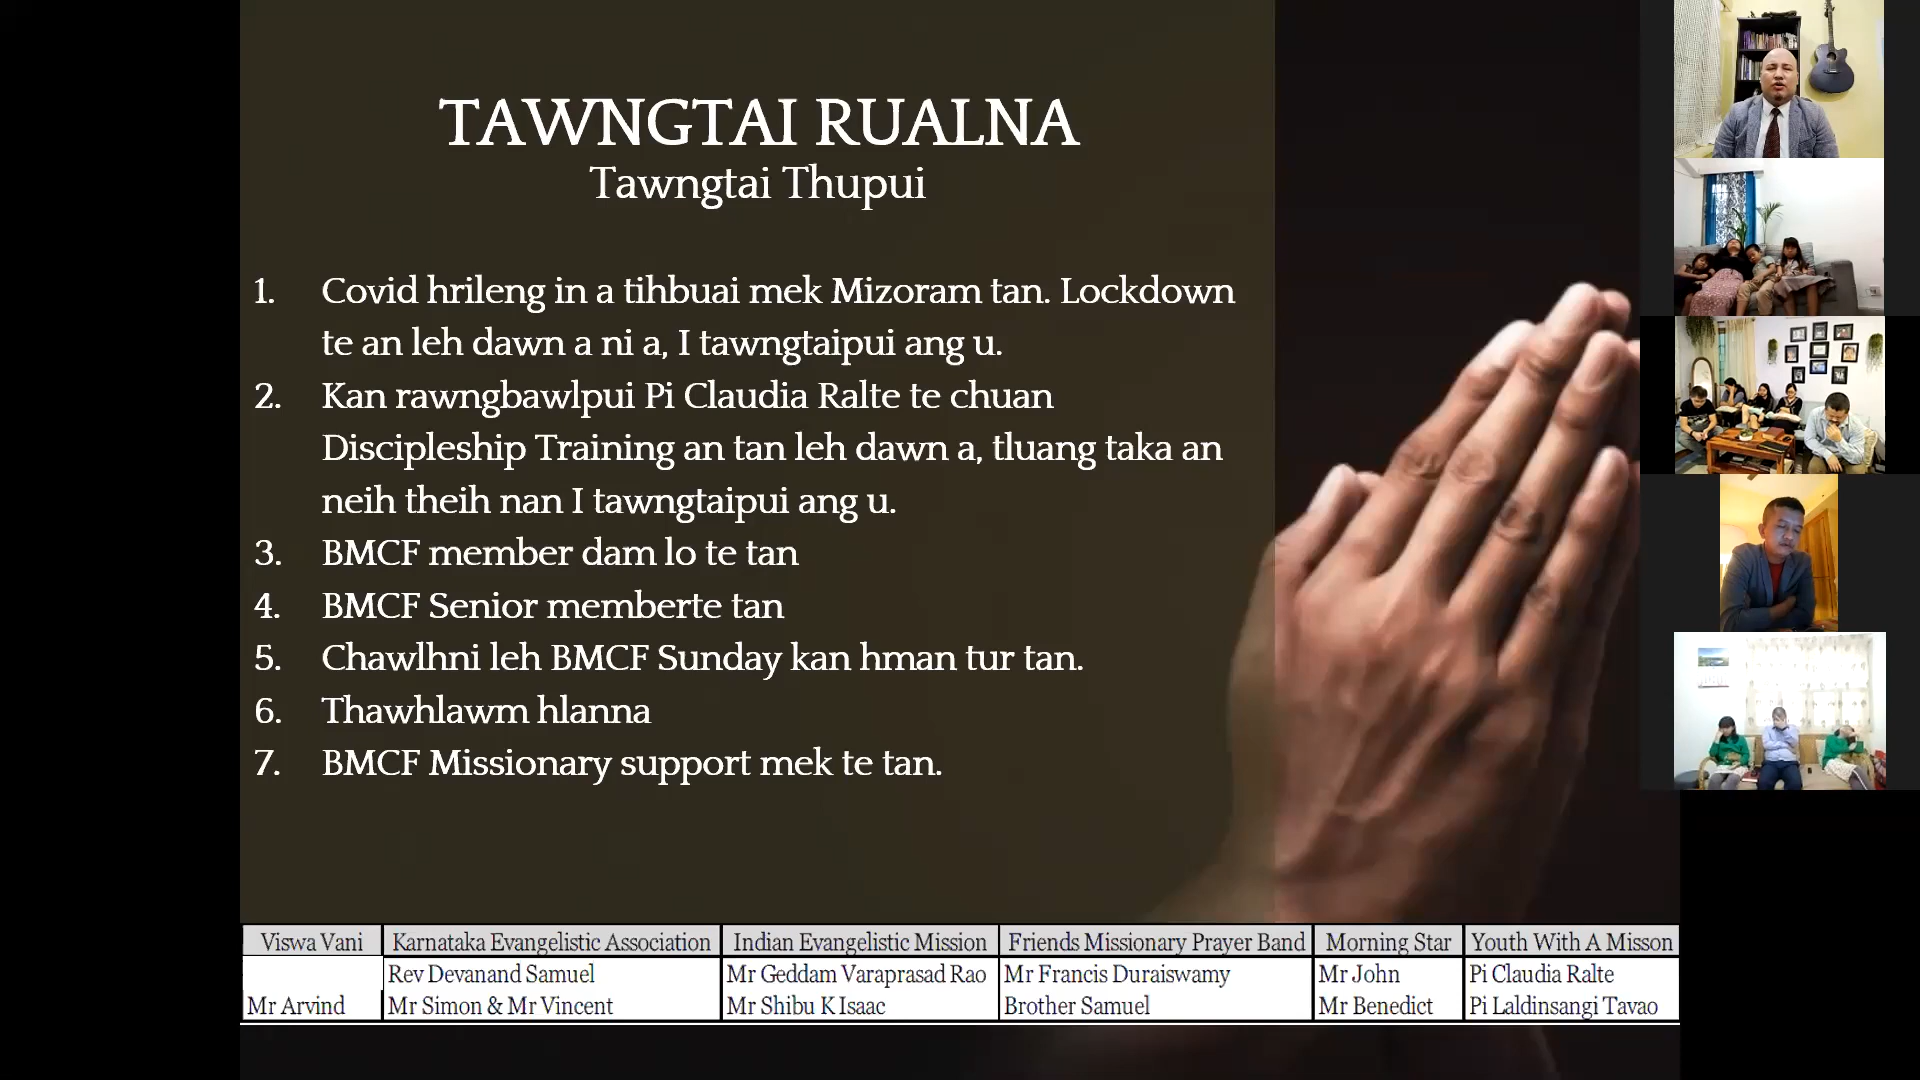 TAWNGTAI RUALNA
Tawngtai Thupui
1. Covid hrileng in a tihbuai mek Mizoram tan. Lockdown
te an leh dawn a ni a, I tawngtaipui ang u.
2. Kan rawngbawlpui Pi Claudia Ralte te chuan
Discipleship Training an tan leh dawn a, tluang taka an
neih theih nan I tawngtaipui ang u.
3. BMCF member dam lo te tan
4. BMCF Senior memberte tan
5. Chawlhni leh BMCF Sunday kan hman tur tan.
6. Thawhlawm hlanna
7. BMCF Missionary support mek te tan.
Viswa Vani Karnataka Evangelistic Association Indian Evangelistic Mission Friends Missionary Prayer Band Morning Star Youth With A Misson
Rev Devanand Samuel Mr Geddam Varaprasad Rao Mr Francis Duraiswamy Mr John Pi Claudia Ralte
Mr Arvind Mr Simon & Mr Vincent Mr Shibu K Isaac Brother Samuel Mr Benedict Pi Laldinsangi Tavao